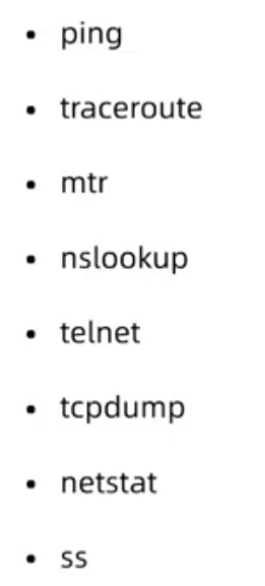 • ping
• traceroute
• mtr
• nslookup
• telnet
• tcpdump
• netstat
• ss